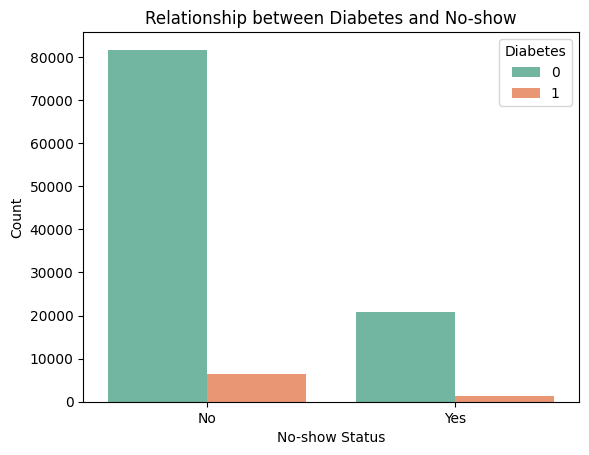 Relationship between Diabetes and No-show
Diabetes
0
1
80000
70000
60000
50000
40000
30000
20000
10000
0
Count
No
Yes
No-show Status